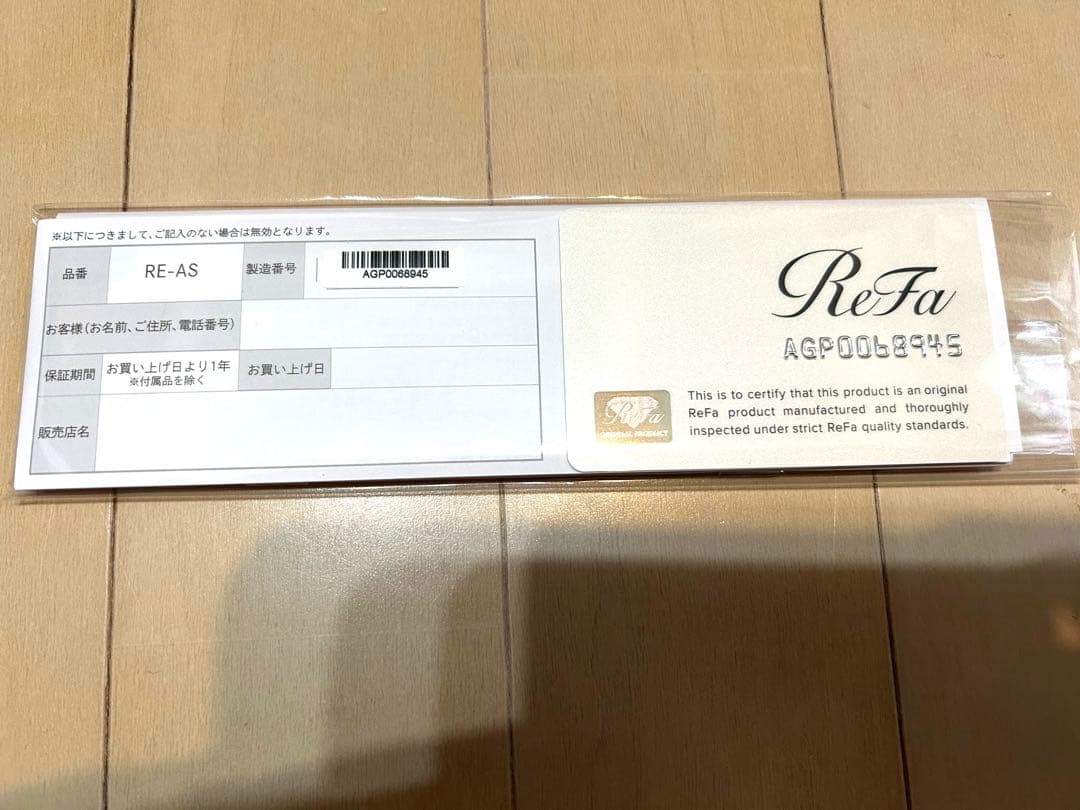 ※以下につきまして、ご記入のない場合は無効となります。
品番
RE-AS
製造番号
AGP0068945
お客様(お名前、ご住所、電話番号)
保証期間
お買い上げ日より1年
※付属品を除く
お買い上げ日
販売店名
ReFa
AGP0068945
This is to certify that this product is an original
ReFa product manufactured and thoroughly
inspected under strict ReFa quality standards.
ReFa
ORIGINAL PRODUCT